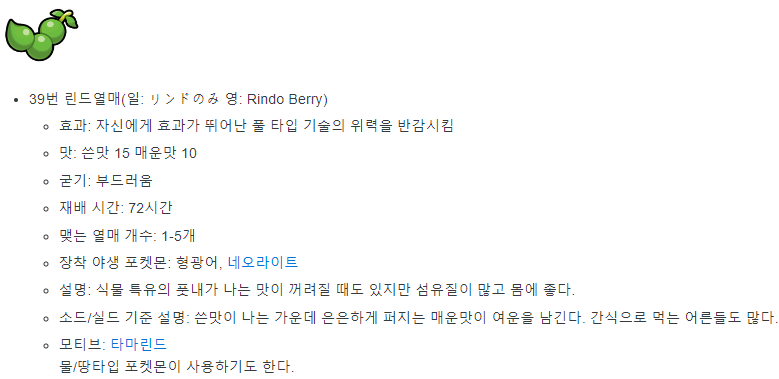 39번 린드열매(일: リンドのみ 영: Rindo Berry)
효과: 자신에게 효과가 뛰어난 풀 타입 기술의 위력을 반감시킴
맛: 쓴맛 15 매운맛 10
굳기: 부드러움
재배 시간: 72시간
맺는 열매 개수: 1-5개
장착 야생 포켓몬: 형광어, 네오라이트
설명: 식물 특유의 풋내가 나는 맛이 꺼려질 때도 있지만 섬유질이 많고 몸에 좋다.
소드/실드 기준 설명: 쓴맛이 나는 가운데 은은하게 퍼지는 매운맛이 여운을 남긴다. 간식으로 먹는 어른들도 많다.
모티브: 타마린드
물/땅타입 포켓몬이 사용하기도 한다.